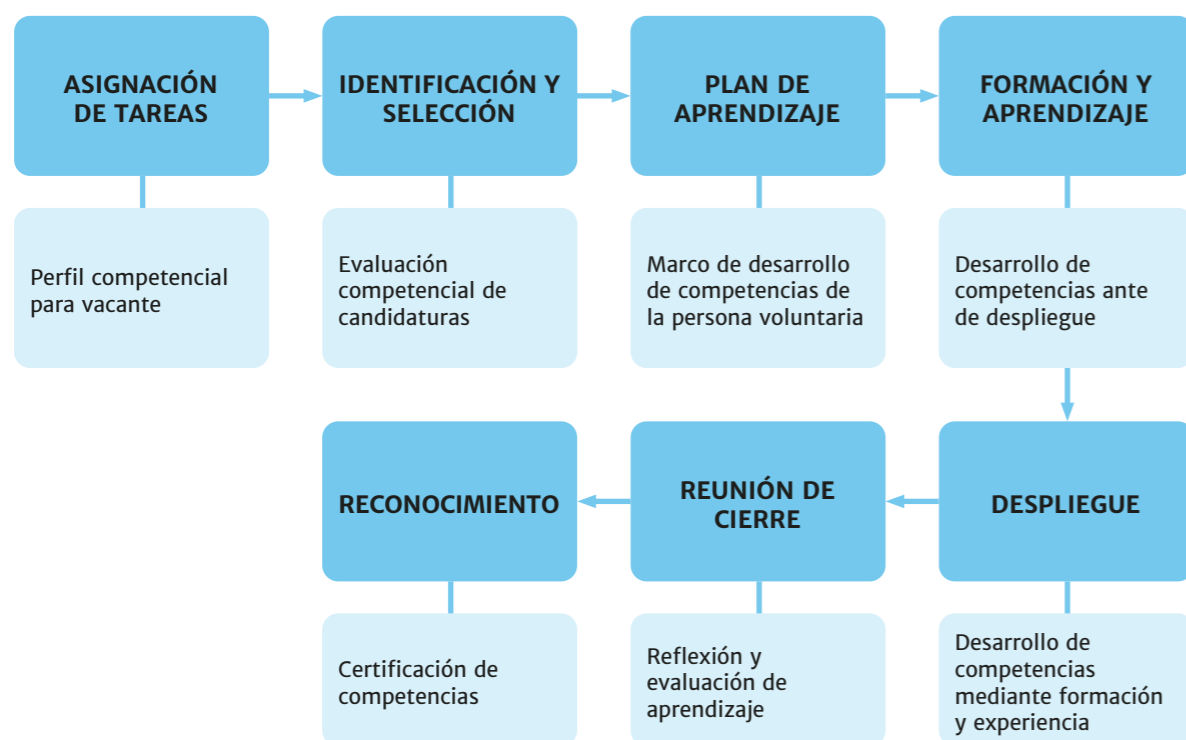 ASIGNACIÓN
DE TAREAS
IDENTIFICACIÓN Y
SELECCIÓN
PLAN DE
APRENDIZAJE
FORMACIÓN Y
APRENDIZAJE
Perfil competencial
para vacante
Evaluación
competencial de
candidaturas
Marco de desarrollo
de competencias de
la persona voluntaria
Desarrollo de
competencias ante
de despliegue
RECONOCIMIENTO
REUNIÓN DE
CIERRE
DESPLIEGUE
Certificación de
competencias
Reflexión y
evaluación de
aprendizaje
Desarrollo de
competencias
mediante formación
y experiencia